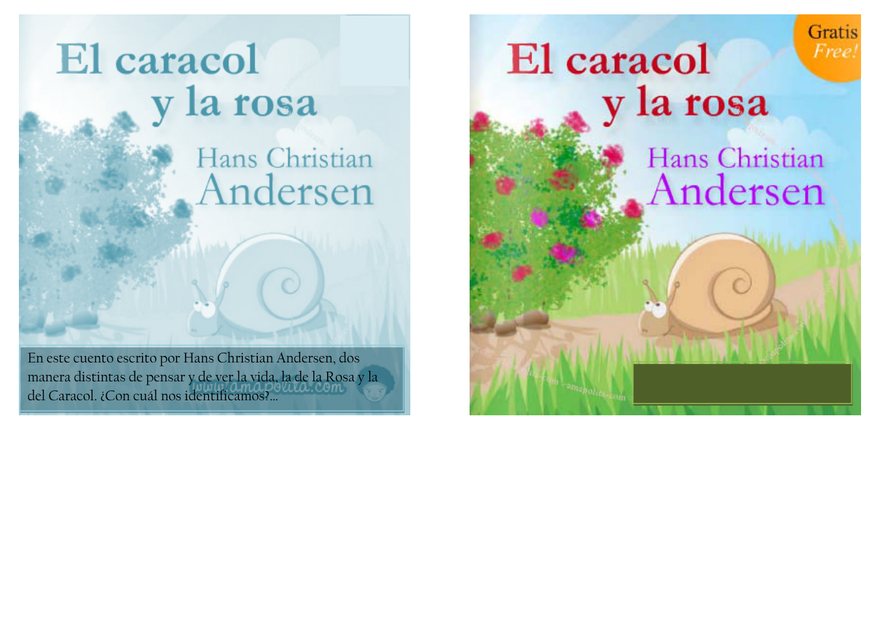 El caracol
y la rosa
Hans Christian
Andersen
En este cuento escrito por Hans Christian Andersen, dos
manera distintas de pensar y de ver la vida, la de la Rosa y la
www.amapolita.com
del Caracol. ¿Con cuál nos identificamos?...
Gratis
Free!
El caracol
y la rosa
Hans Christian
Andersen